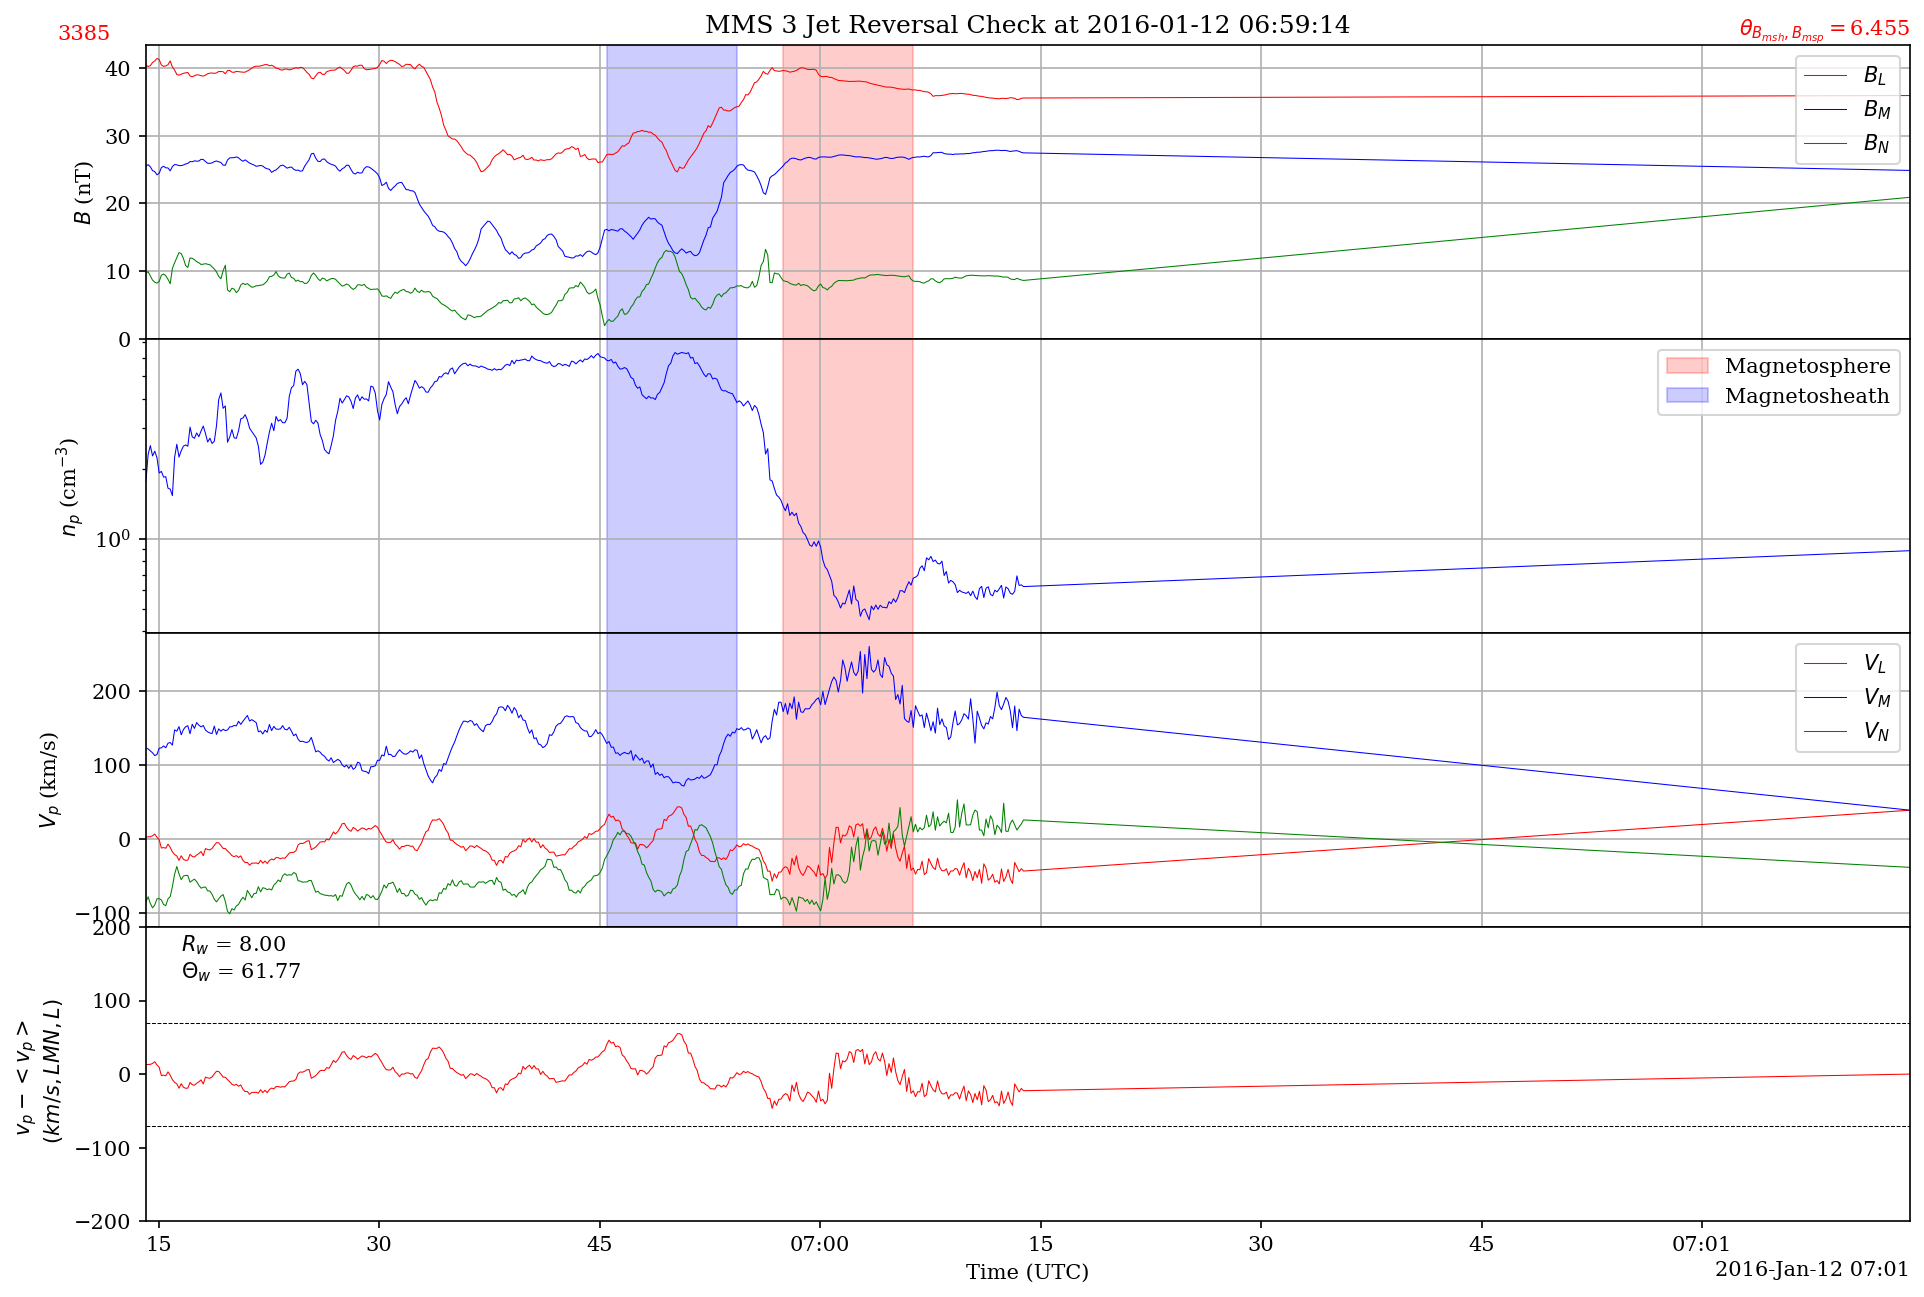 MMS 3 Jet Reversal Check at 2016-01-12 06:59:14
3385
θ_{B_{msh}, B_{msp}} = 6.455
40
30
20
10
0
B (nT)
B_L
B_M
B_N
10^0
n_p (cm^{-3})
Magnetosphere
Magnetosheath
200
100
0
−100
V_p (km/s)
V_L
V_M
V_N
200
100
0
−100
−200
v_p − < v_p >
(km/s, LMN, L)
R_w = 8.00
Θ_w = 61.77
15
30
45
07:00
15
30
45
07:01
Time (UTC)
2016-Jan-12 07:01